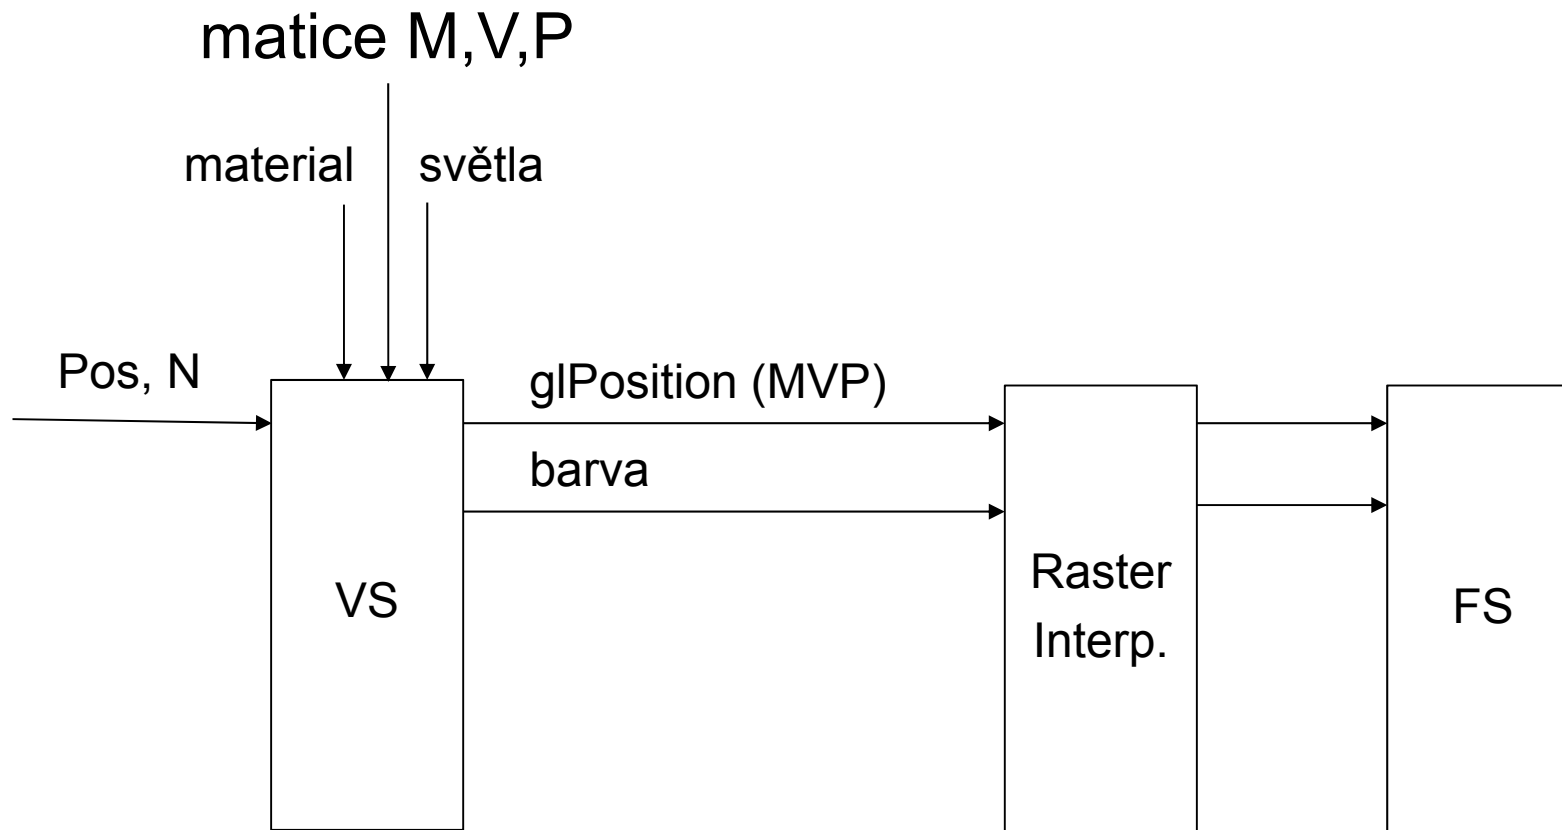 matice M,V,P
material
světla
Pos, N
glPosition (MVP)
barva
VS
Raster
Interp.
FS